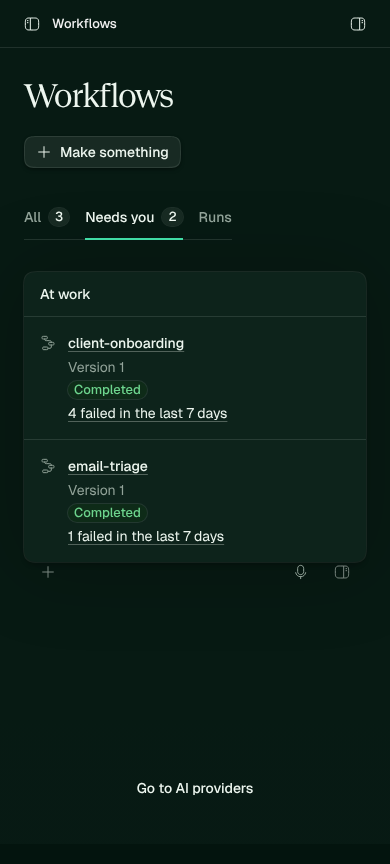 Workflows
Workflows
Make something
All 3 Needs you 2 Runs
At work
client-onboarding
Version 1
Completed
4 failed in the last 7 days
email-triage
Version 1
Completed
1 failed in the last 7 days
Go to AI providers